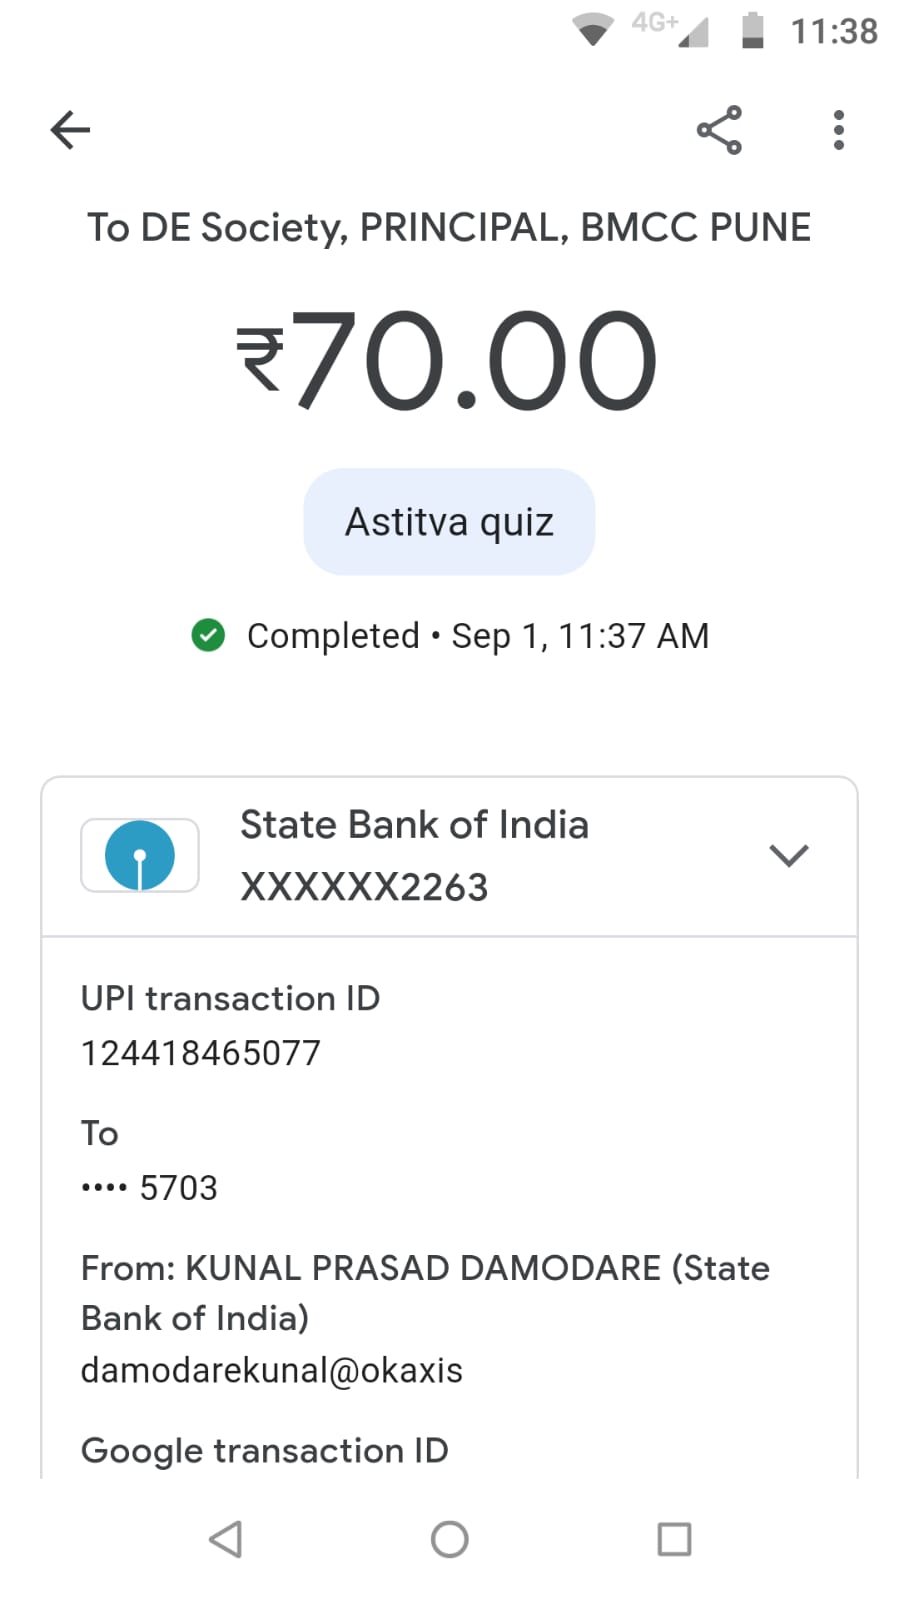 4G+ 11:38
To DE Society, PRINCIPAL, BMCC PUNE
₹70.00
Astitva quiz
Completed • Sep 1, 11:37 AM
State Bank of India
XXXXXX2263
UPI transaction ID
124418465077
To
•••• 5703
From: KUNAL PRASAD DAMODARE (State
Bank of India)
damodarekunal@okaxis
Google transaction ID